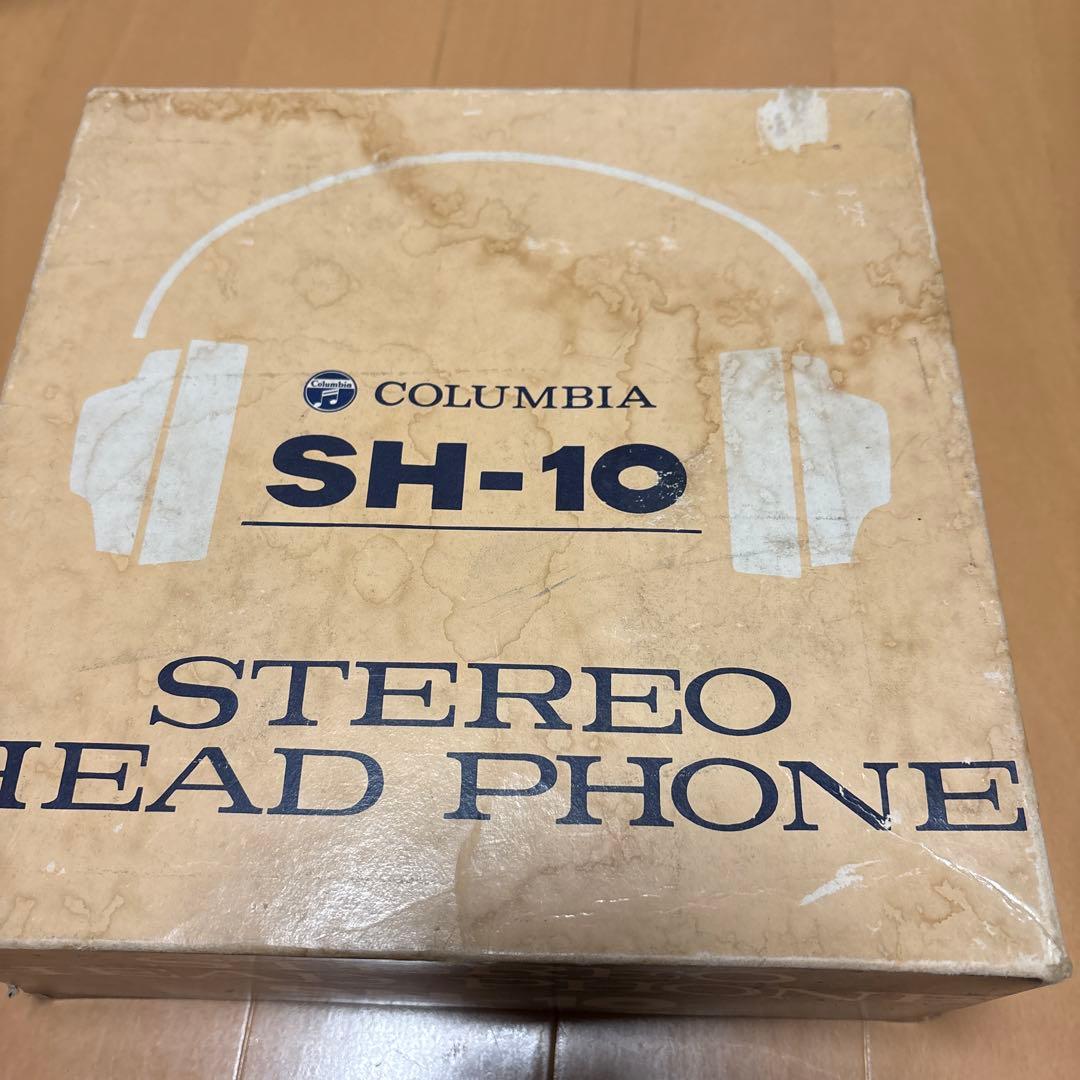 Columbia
COLUMBIA
SH-10
STEREO
HEAD PHONE